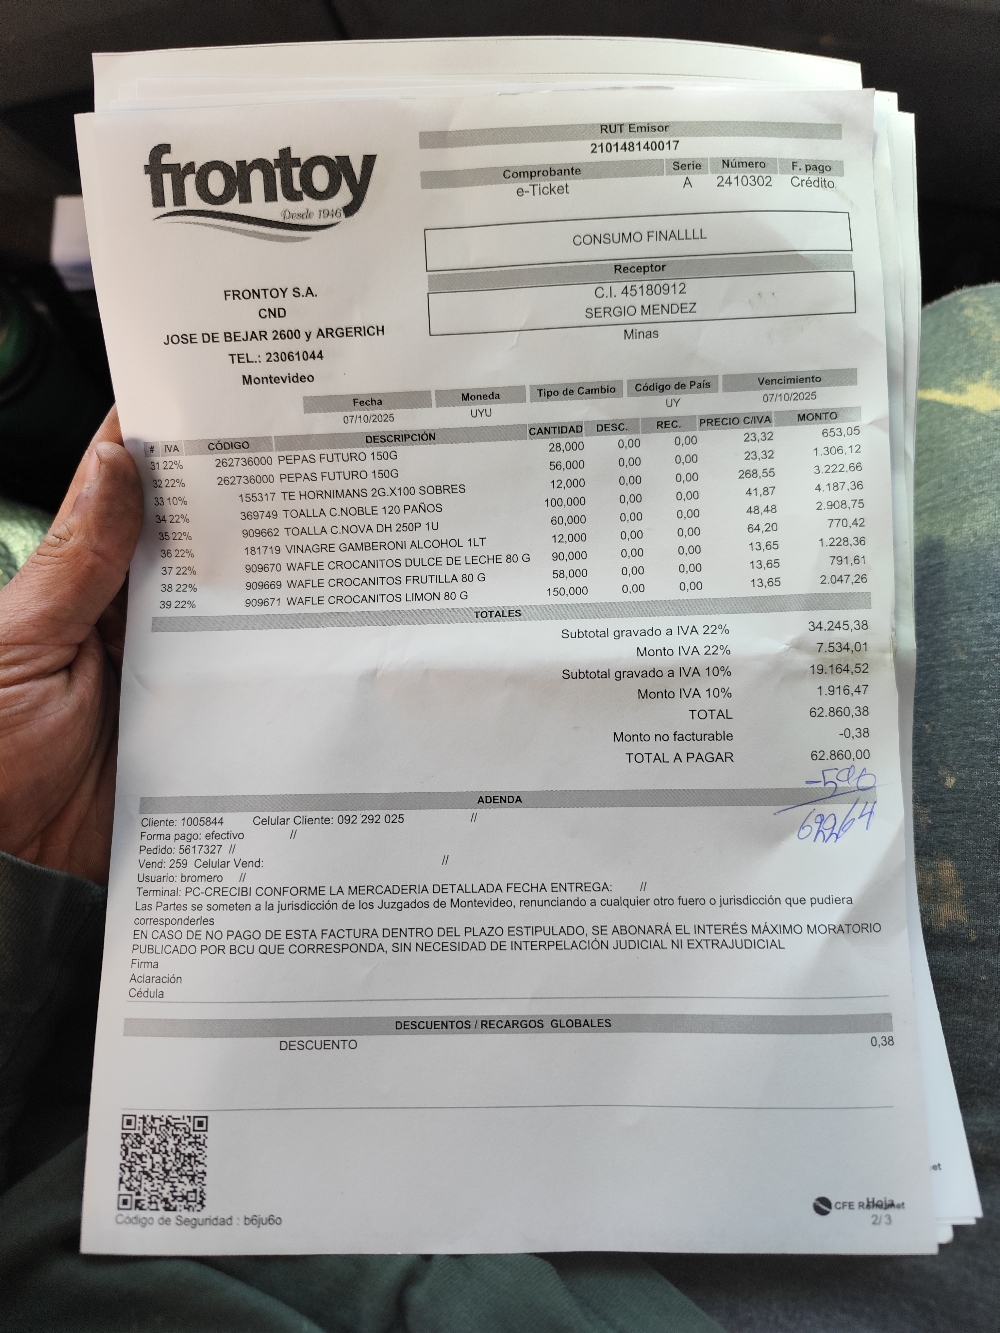 frontoy
Desde 1946
RUT Emisor
210148140017
Comprobante Serie Número F. pago
e-Ticket A 2410302 Crédito
CONSUMO FINALLLL
Receptor
C.I. 45180912
SERGIO MENDEZ
Minas
FRONTOY S.A.
CND
JOSE DE BEJAR 2600 y ARGERICH
TEL.: 23061044
Montevideo
Fecha Moneda Tipo de Cambio Código de País Vencimiento
07/10/2025 UYU UY 07/10/2025
# IVA CÓDIGO DESCRIPCIÓN CANTIDAD DESC. REC. PRECIO C/IVA MONTO
31 22% 262736000 PEPAS FUTURO 150G 28,000 0,00 0,00 23,32 653,05
32 22% 262736000 PEPAS FUTURO 150G 56,000 0,00 0,00 23,32 1.306,12
33 10% 155317 TE HORNIMANS 2G.X100 SOBRES 12,000 0,00 0,00 268,55 3.222,66
34 22% 369749 TOALLA C.NOBLE 120 PAÑOS 100,000 0,00 0,00 41,87 4.187,36
35 22% 909662 TOALLA C.NOVA DH 250P 1U 60,000 0,00 0,00 48,48 2.908,75
36 22% 181719 VINAGRE GAMBERONI ALCOHOL 1LT 12,000 0,00 0,00 64,20 770,42
37 22% 909670 WAFLE CROCANITOS DULCE DE LECHE 80 G 90,000 0,00 0,00 13,65 1.228,36
38 22% 909669 WAFLE CROCANITOS FRUTILLA 80 G 58,000 0,00 0,00 13,65 791,61
39 22% 909671 WAFLE CROCANITOS LIMON 80 G 150,000 0,00 0,00 13,65 2.047,26
TOTALES
Subtotal gravado a IVA 22% 34.245,38
Monto IVA 22% 7.534,01
Subtotal gravado a IVA 10% 19.164,52
Monto IVA 10% 1.916,47
TOTAL 62.860,38
Monto no facturable -0,38
TOTAL A PAGAR 62.860,00
62264
ADENDA
Cliente: 1005844 Celular Cliente: 092 292 025 //
Forma pago: efectivo //
Pedido: 5617327 //
Vend: 259 Celular Vend: //
Usuario: bromero //
Terminal: PC-CRECIBI CONFORME LA MERCADERIA DETALLADA FECHA ENTREGA: //
Las Partes se someten a la jurisdicción de los Juzgados de Montevideo, renunciando a cualquier otro fuero o jurisdicción que pudiera
corresponderles
EN CASO DE NO PAGO DE ESTA FACTURA DENTRO DEL PLAZO ESTIPULADO, SE ABONARÁ EL INTERÉS MÁXIMO MORATORIO
PUBLICADO POR BCU QUE CORRESPONDA, SIN NECESIDAD DE INTERPELACIÓN JUDICIAL NI EXTRAJUDICIAL
Firma
Aclaración
Cédula
DESCUENTOS / RECARGOS GLOBALES
DESCUENTO 0,38
Código de Seguridad : b6ju6o
CFE
Hoja
2/ 3
et